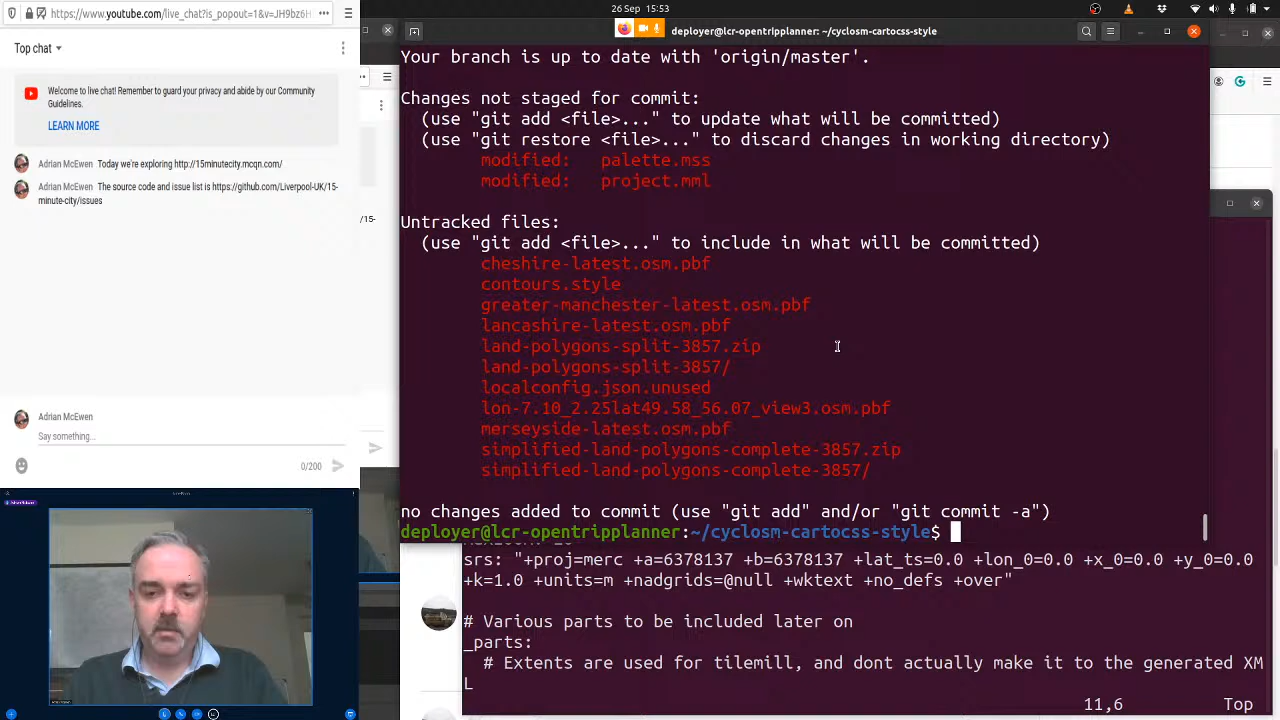 https://www.youtube.com/live_chat?is_popout=1&v=JH9bz6H
Top chat
Welcome to live chat! Remember to guard your privacy and abide by our Community
Guidelines.
LEARN MORE
Adrian McEwen Today we're exploring http://15minutecity.mcqn.com/
Adrian McEwen The source code and issue list is https://github.com/Liverpool-UK/15-
minute-city/issues
Adrian McEwen
Say something...
0/200
26 Sep 15:53
deployer@lcr-opentripplanner: ~/cyclosm-cartocss-style
Your branch is up to date with 'origin/master'.
Changes not staged for commit:
(use "git add <file>..." to update what will be committed)
(use "git restore <file>..." to discard changes in working directory)
modified: palette.mss
modified: project.mml
Untracked files:
(use "git add <file>..." to include in what will be committed)
cheshire-latest.osm.pbf
contours.style
greater-manchester-latest.osm.pbf
lancashire-latest.osm.pbf
land-polygons-split-3857.zip
land-polygons-split-3857/
localconfig.json.unused
lon-7.10_2.25lat49.58_56.07_view3.osm.pbf
merseyside-latest.osm.pbf
simplified-land-polygons-complete-3857.zip
simplified-land-polygons-complete-3857/
no changes added to commit (use "git add" and/or "git commit -a")
deployer@lcr-opentripplanner:~/cyclosm-cartocss-style$
srs: "+proj=merc +a=6378137 +b=6378137 +lat_ts=0.0 +lon_0=0.0 +x_0=0.0 +y_0=0.0
+k=1.0 +units=m +nadgrids=@null +wktext +no_defs +over"
# Various parts to be included later on
_parts:
# Extents are used for tilemill, and dont actually make it to the generated XM
L
11,6 Top